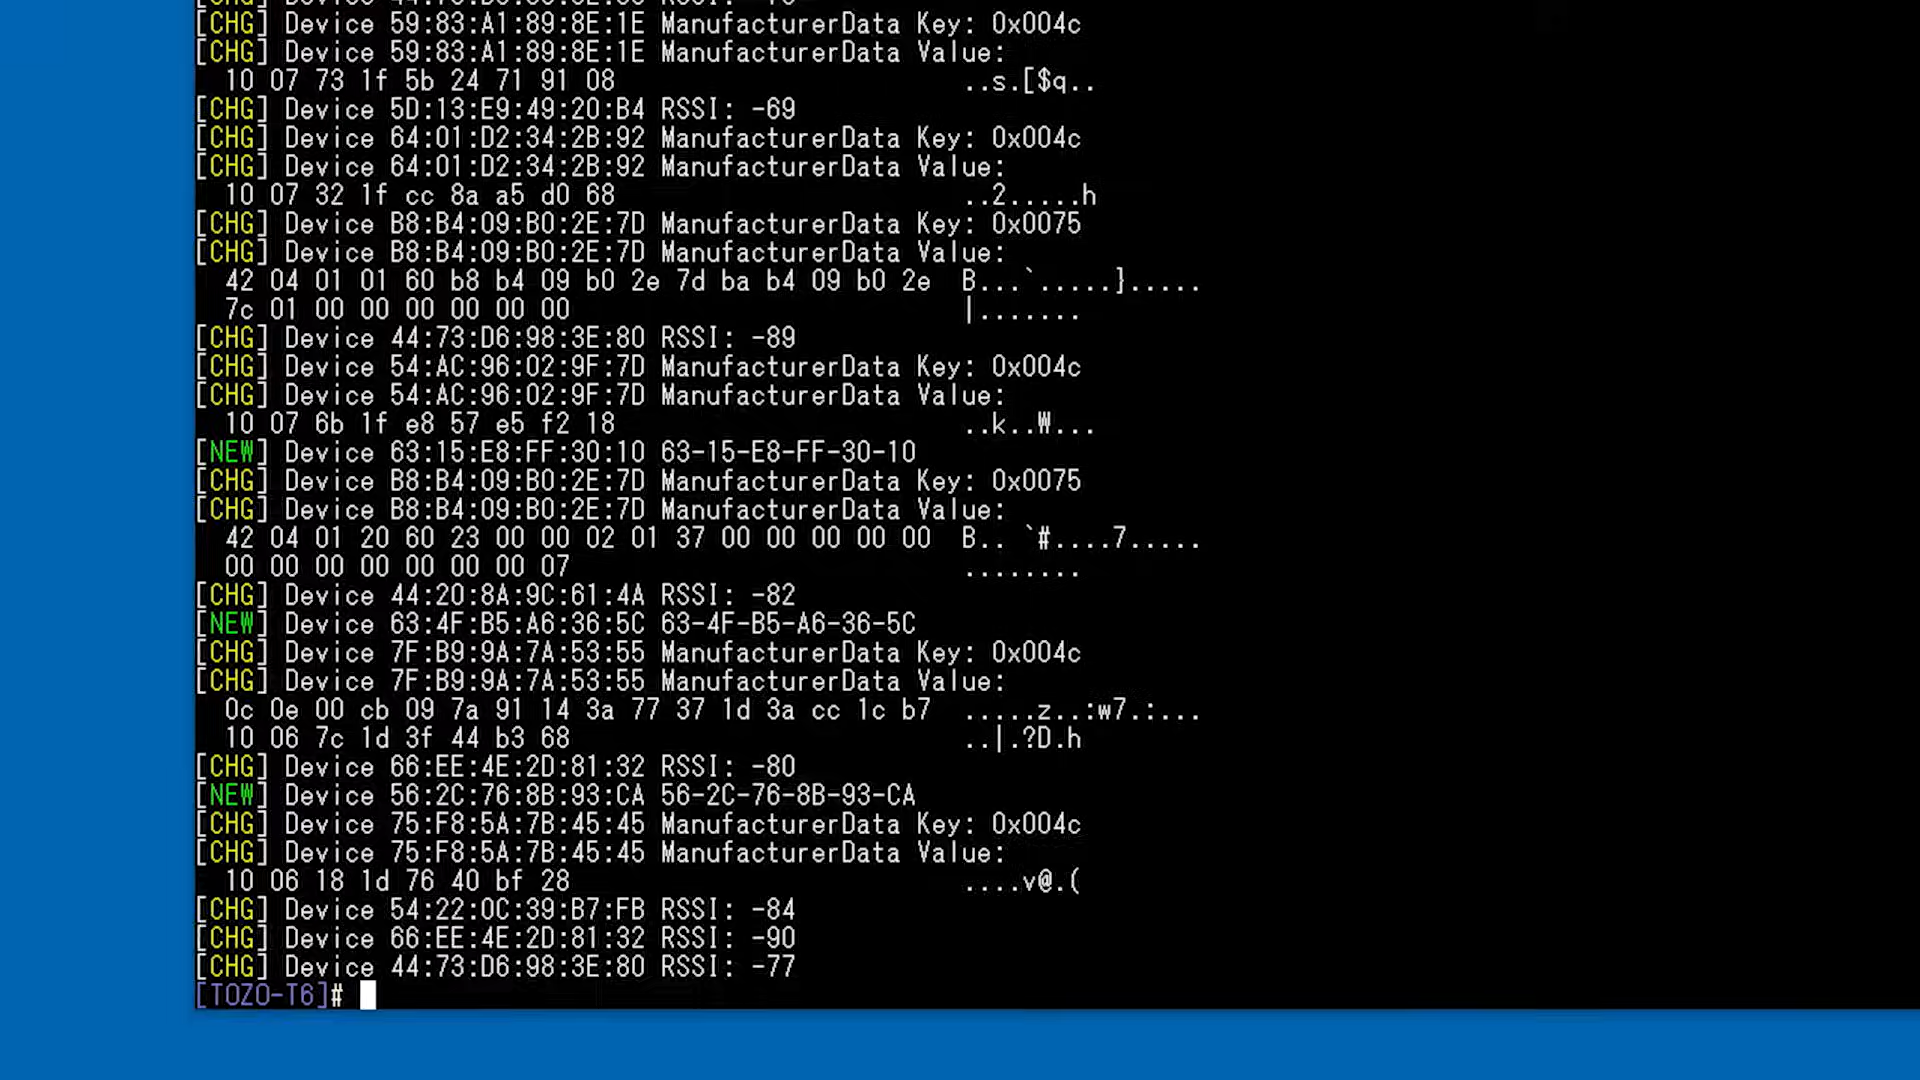 [CHG] Device 59:83:A1:89:8E:1E ManufacturerData Key: 0x004c
[CHG] Device 59:83:A1:89:8E:1E ManufacturerData Value:
10 07 73 1f 5b 24 71 91 08 ..s.[$q..
[CHG] Device 5D:13:E9:49:20:B4 RSSI: -69
[CHG] Device 64:01:D2:34:2B:92 ManufacturerData Key: 0x004c
[CHG] Device 64:01:D2:34:2B:92 ManufacturerData Value:
10 07 32 1f cc 8a a5 d0 68 ..2.....h
[CHG] Device B8:B4:09:B0:2E:7D ManufacturerData Key: 0x0075
[CHG] Device B8:B4:09:B0:2E:7D ManufacturerData Value:
42 04 01 01 60 b8 b4 09 b0 2e 7d ba b4 09 b0 2e B...`.....}.....
7c 01 00 00 00 00 00 00 |.......
[CHG] Device 44:73:D6:98:3E:80 RSSI: -89
[CHG] Device 54:AC:96:02:9F:7D ManufacturerData Key: 0x004c
[CHG] Device 54:AC:96:02:9F:7D ManufacturerData Value:
10 07 6b 1f e8 57 e5 f2 18 ..k..W...
[NEW] Device 63:15:E8:FF:30:10 63-15-E8-FF-30-10
[CHG] Device B8:B4:09:B0:2E:7D ManufacturerData Key: 0x0075
[CHG] Device B8:B4:09:B0:2E:7D ManufacturerData Value:
42 04 01 20 60 23 00 00 02 01 37 00 00 00 00 00 B.. `#....7.....
00 00 00 00 00 00 00 07 ........
[CHG] Device 44:20:8A:9C:61:4A RSSI: -82
[NEW] Device 63:4F:B5:A6:36:5C 63-4F-B5-A6-36-5C
[CHG] Device 7F:B9:9A:7A:53:55 ManufacturerData Key: 0x004c
[CHG] Device 7F:B9:9A:7A:53:55 ManufacturerData Value:
0c 0e 00 cb 09 7a 91 14 3a 77 37 1d 3a cc 1c b7 .....z..:w7.:...
10 06 7c 1d 3f 44 b3 68 ..|.?D.h
[CHG] Device 66:EE:4E:2D:81:32 RSSI: -80
[NEW] Device 56:2C:76:8B:93:CA 56-2C-76-8B-93-CA
[CHG] Device 75:F8:5A:7B:45:45 ManufacturerData Key: 0x004c
[CHG] Device 75:F8:5A:7B:45:45 ManufacturerData Value:
10 06 18 1d 76 40 bf 28 ....v@.(
[CHG] Device 54:22:0C:39:B7:FB RSSI: -84
[CHG] Device 66:EE:4E:2D:81:32 RSSI: -90
[CHG] Device 44:73:D6:98:3E:80 RSSI: -77
[TOZO-T6]#